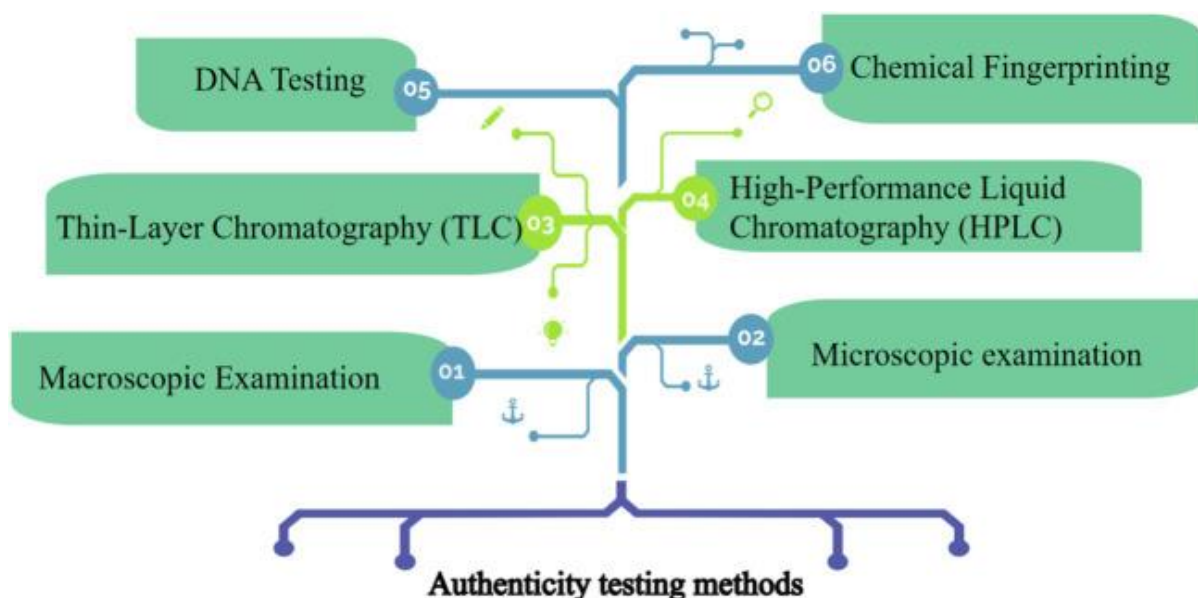 DNA Testing
05
06
Chemical Fingerprinting
Thin-Layer Chromatography (TLC)
03
04
High-Performance Liquid
Chromatography (HPLC)
Macroscopic Examination
01
02
Microscopic examination
Authenticity testing methods